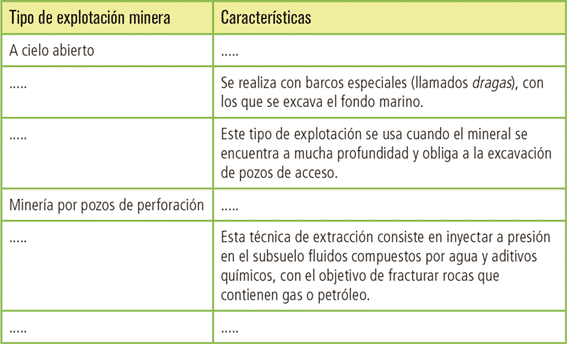 Tipo de explotación minera
Características
A cielo abierto
.....
.....
Se realiza con barcos especiales (llamados dragas), con
los que se excava el fondo marino.
.....
Este tipo de explotación se usa cuando el mineral se
encuentra a mucha profundidad y obliga a la excavación
de pozos de acceso.
Minería por pozos de perforación
.....
.....
Esta técnica de extracción consiste en inyectar a presión
en el subsuelo fluidos compuestos por agua y aditivos
químicos, con el objetivo de fracturar rocas que
contienen gas o petróleo.
.....
.....